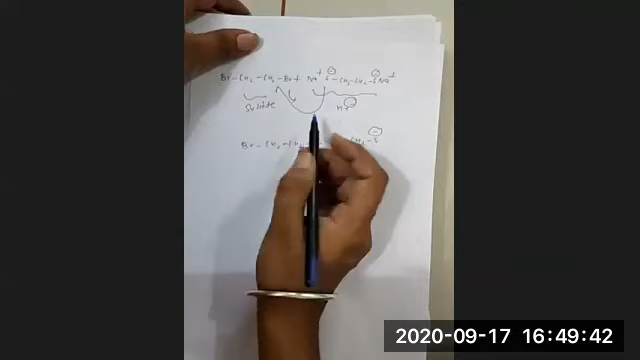 Br-CH2-CH2-Br + Na+ S⊖-CH2-CH2-S⊖ Na+
Nu⊖
Br-CH2-CH2 CH2-S⊖
2020-09-17 16:49:42